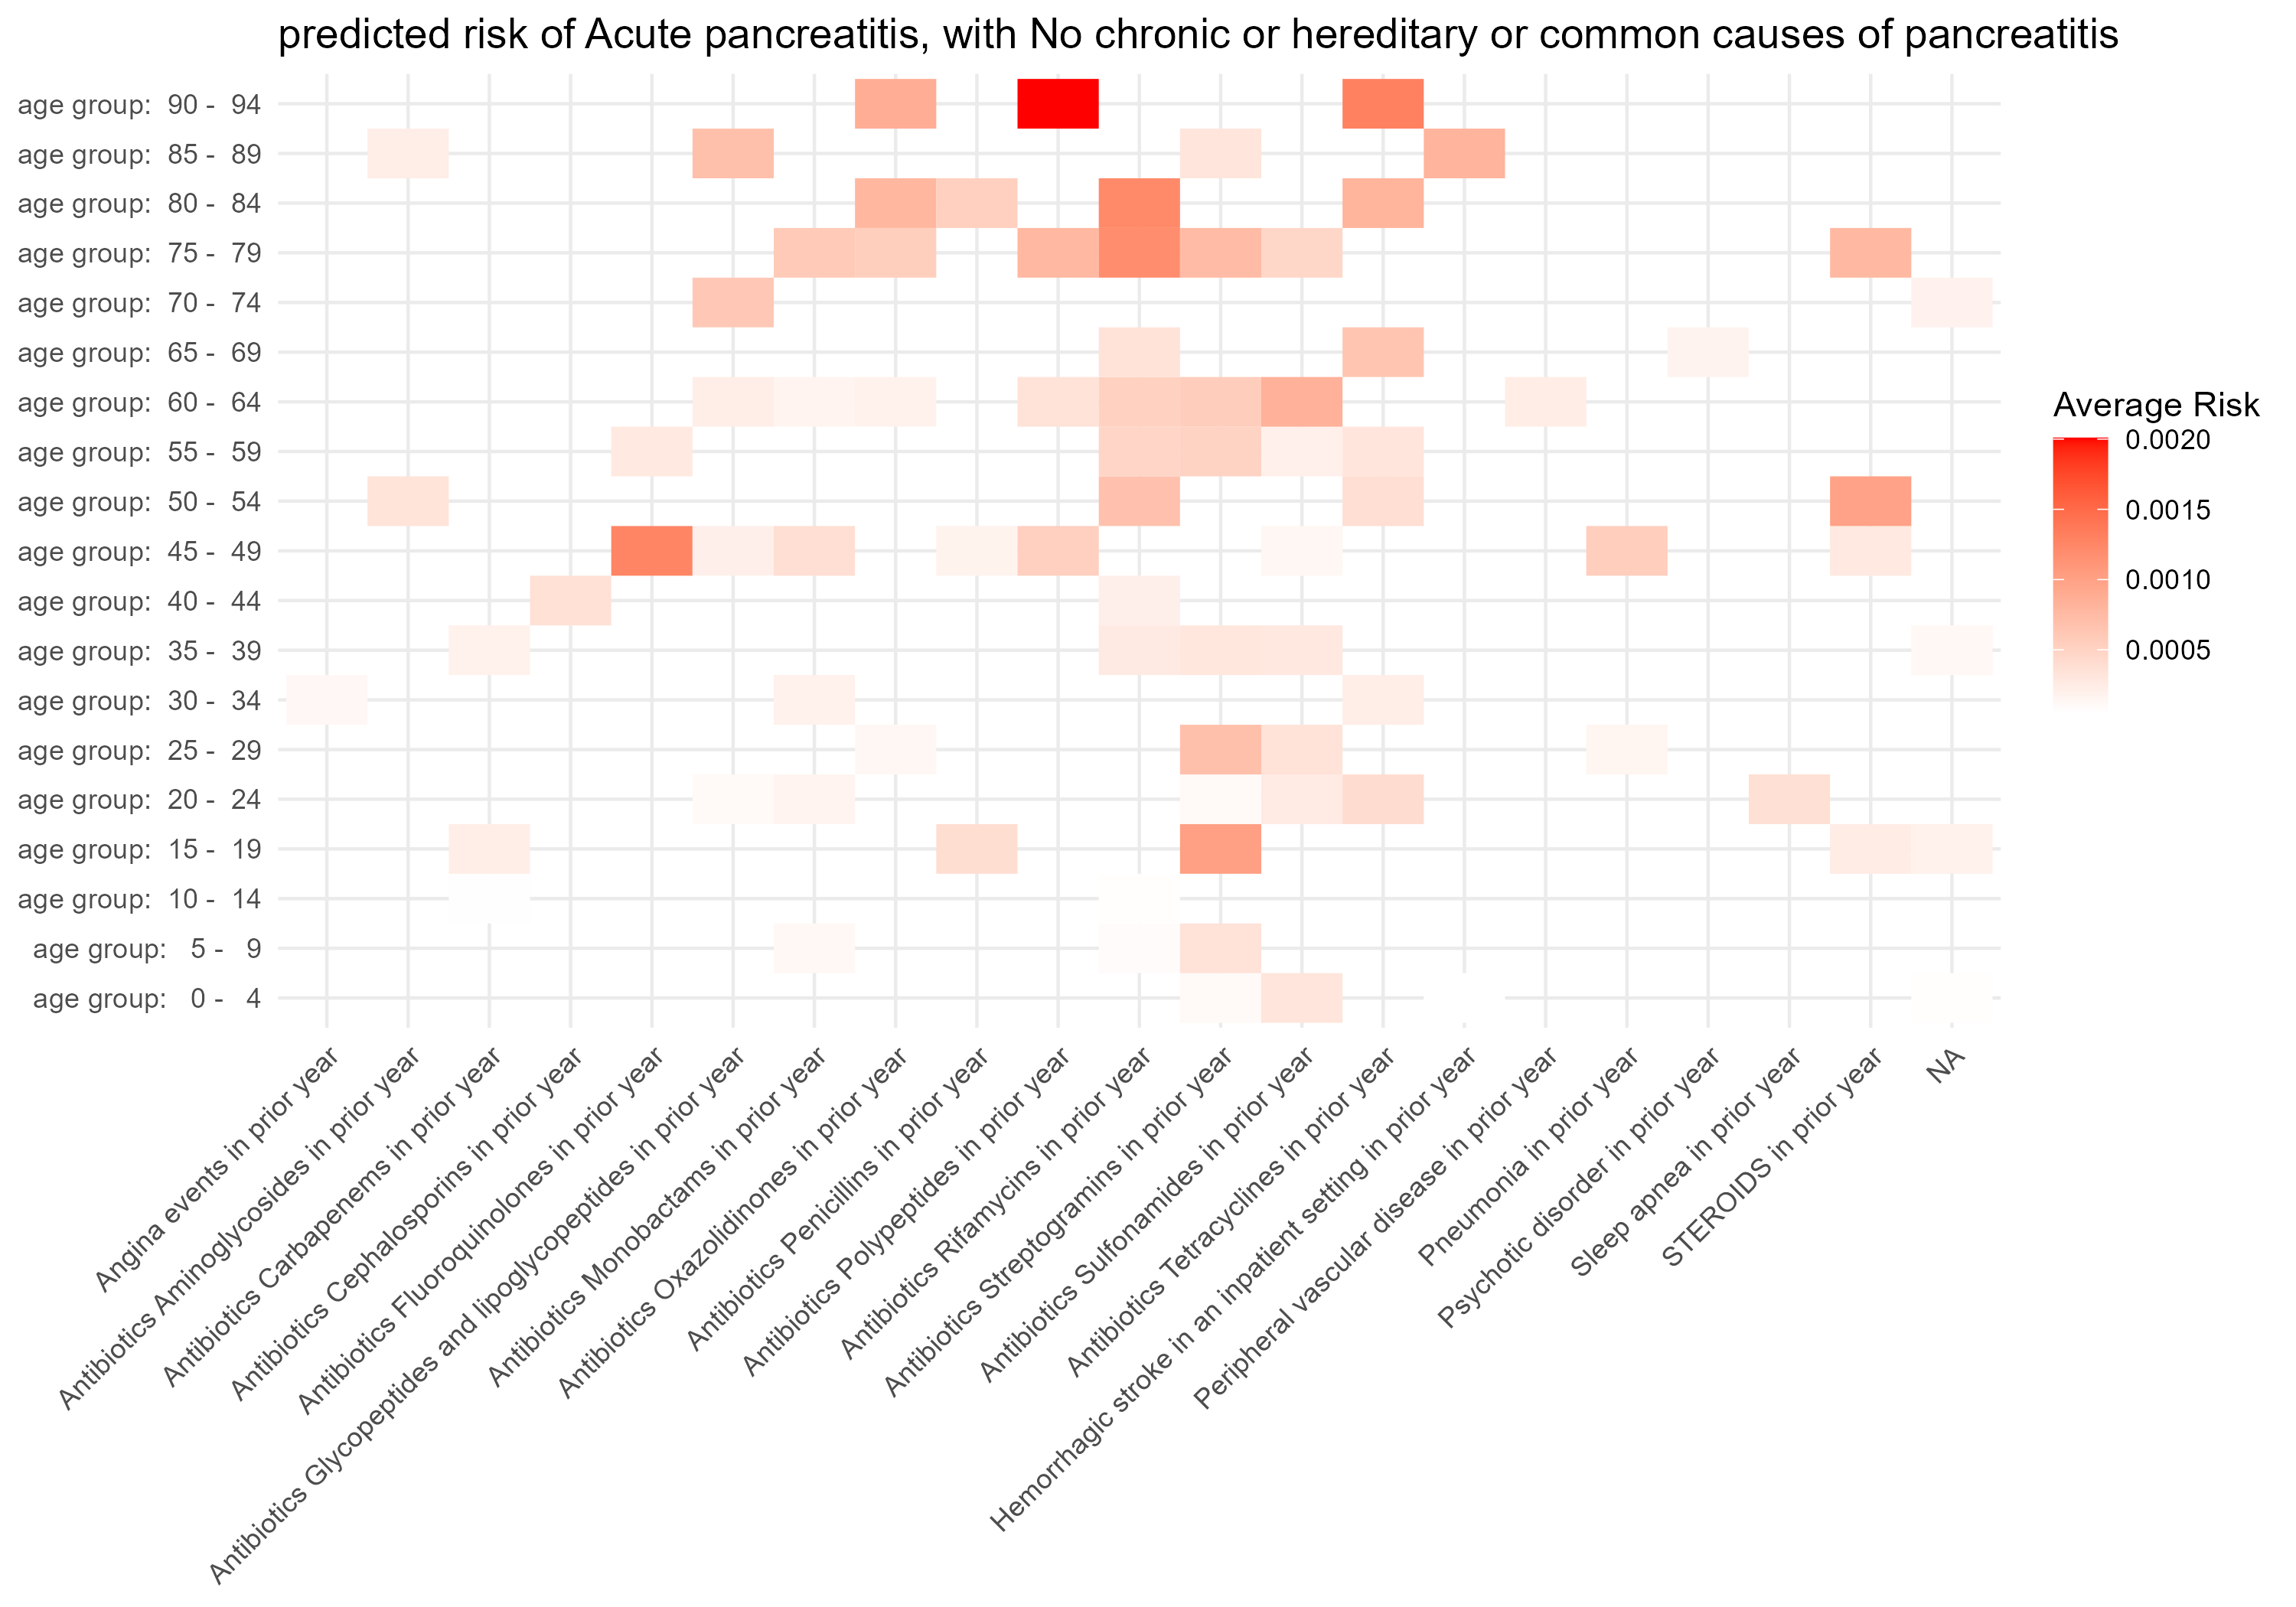 predicted risk of Acute pancreatitis, with No chronic or hereditary or common causes of pancreatitis
age group: 90 - 94
age group: 85 - 89
age group: 80 - 84
age group: 75 - 79
age group: 70 - 74
age group: 65 - 69
age group: 60 - 64
age group: 55 - 59
age group: 50 - 54
age group: 45 - 49
age group: 40 - 44
age group: 35 - 39
age group: 30 - 34
age group: 25 - 29
age group: 20 - 24
age group: 15 - 19
age group: 10 - 14
age group: 5 - 9
age group: 0 - 4
Angina events in prior year
Antibiotics Aminoglycosides in prior year
Antibiotics Carbapenems in prior year
Antibiotics Cephalosporins in prior year
Antibiotics Fluoroquinolones in prior year
Antibiotics Glycopeptides and lipoglycopeptides in prior year
Antibiotics Monobactams in prior year
Antibiotics Oxazolidinones in prior year
Antibiotics Penicillins in prior year
Antibiotics Polypeptides in prior year
Antibiotics Rifamycins in prior year
Antibiotics Streptogramins in prior year
Antibiotics Sulfonamides in prior year
Antibiotics Tetracyclines in prior year
Hemorrhagic stroke in an inpatient setting in prior year
Peripheral vascular disease in prior year
Pneumonia in prior year
Psychotic disorder in prior year
Sleep apnea in prior year
STEROIDS in prior year
NA
Average Risk
0.0020
0.0015
0.0010
0.0005